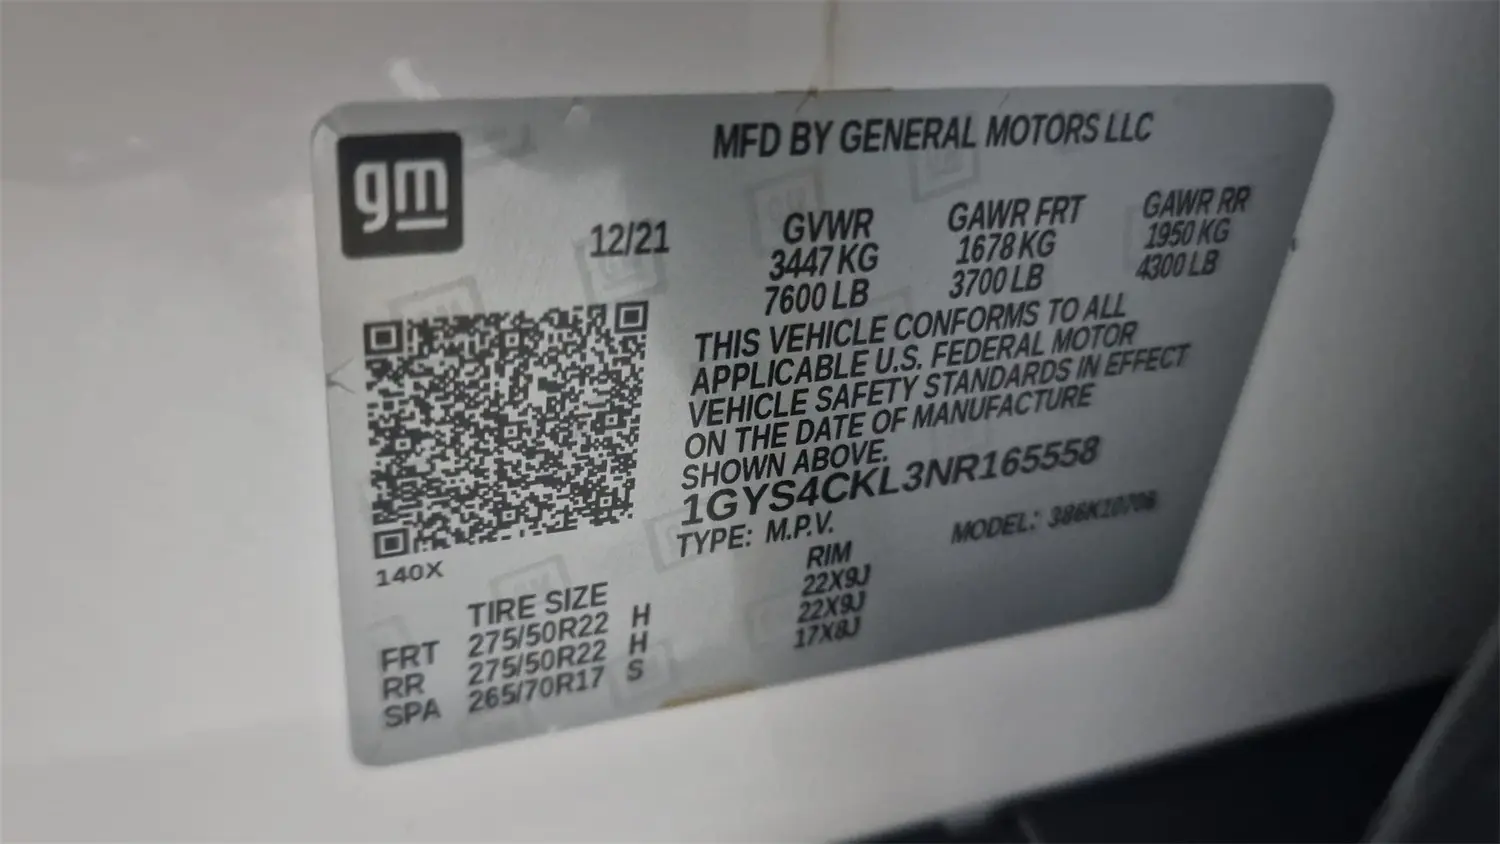 gm
MFD BY GENERAL MOTORS LLC
12/21
GVWR
3447 KG
7600 LB
GAWR FRT
1678 KG
3700 LB
GAWR RR
1950 KG
4300 LB
THIS VEHICLE CONFORMS TO ALL
APPLICABLE U.S. FEDERAL MOTOR
VEHICLE SAFETY STANDARDS IN EFFECT
ON THE DATE OF MANUFACTURE
SHOWN ABOVE.
1GYS4CKL3NR165558
TYPE: M.P.V.
MODEL:
140X
TIRE SIZE RIM
FRT 275/50R22 H 22X9J
RR 275/50R22 H 22X9J
SPA 265/70R17 S 17X8J